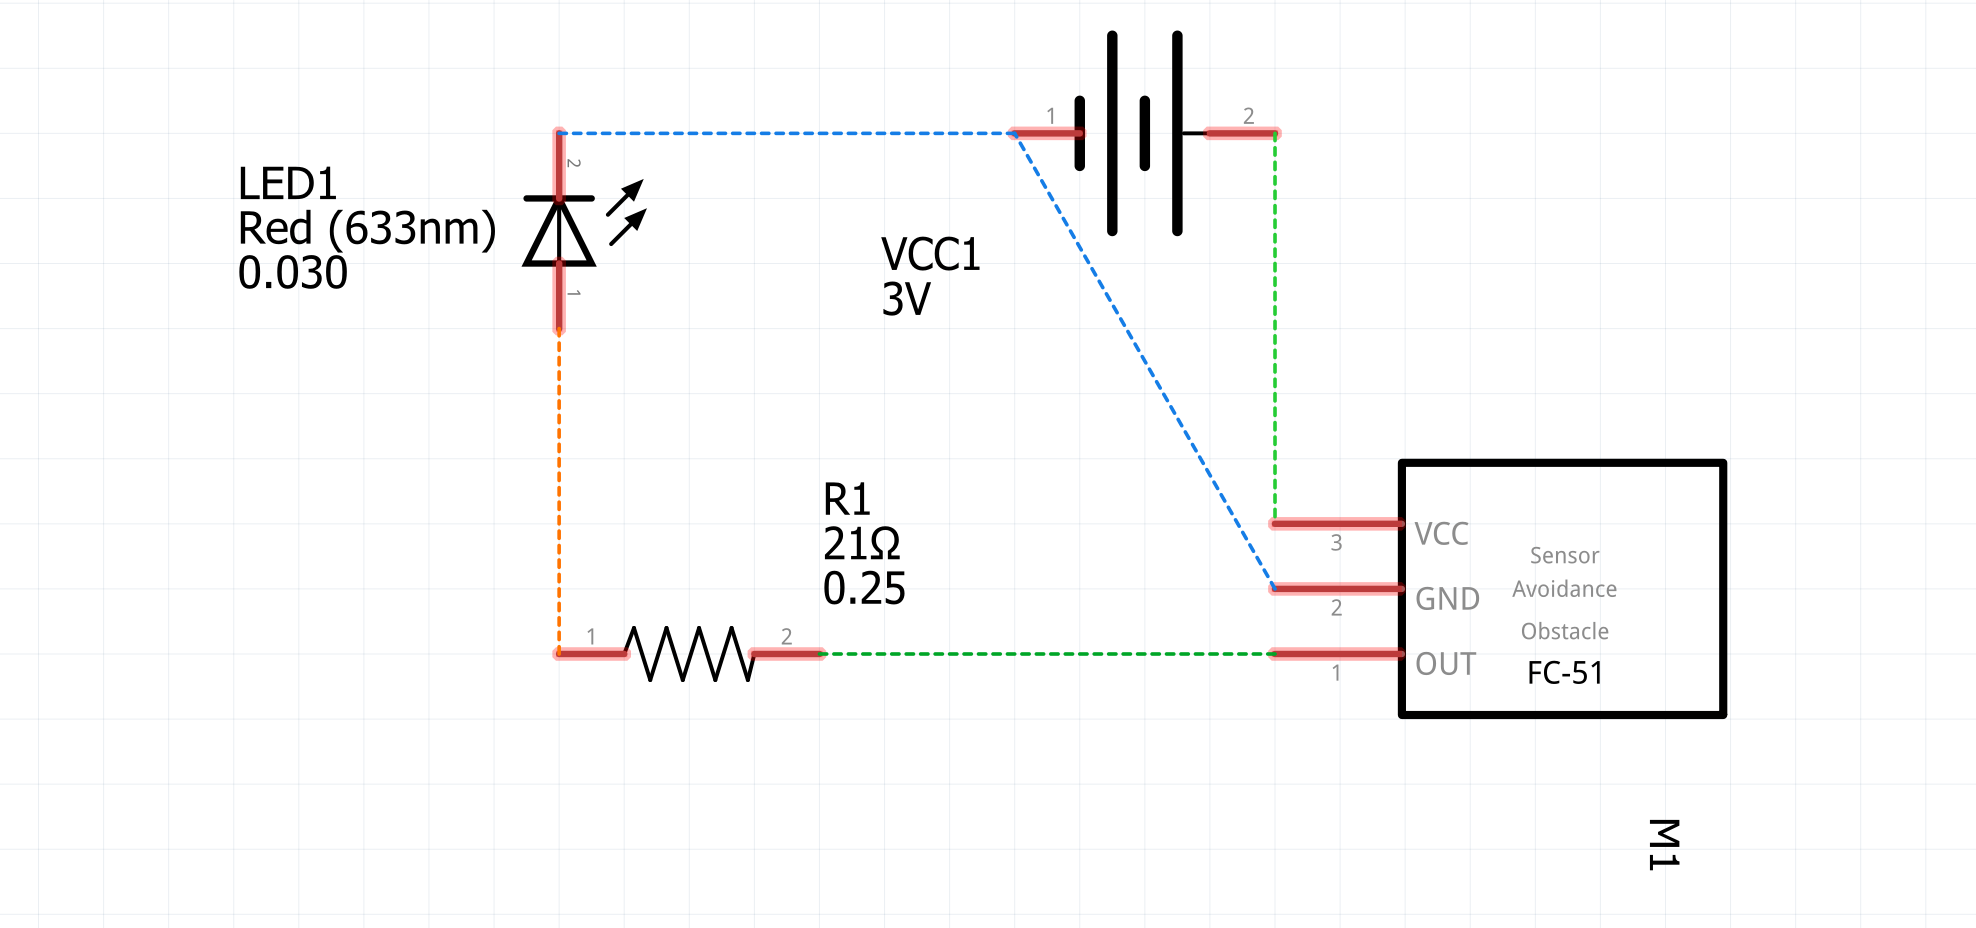 1
2
LED1
Red (633nm)
0.030
2
1
VCC1
3V
R1
21Ω
0.25
1
2
3
2
1
VCC
GND
OUT
Sensor
Avoidance
Obstacle
FC-51
M1